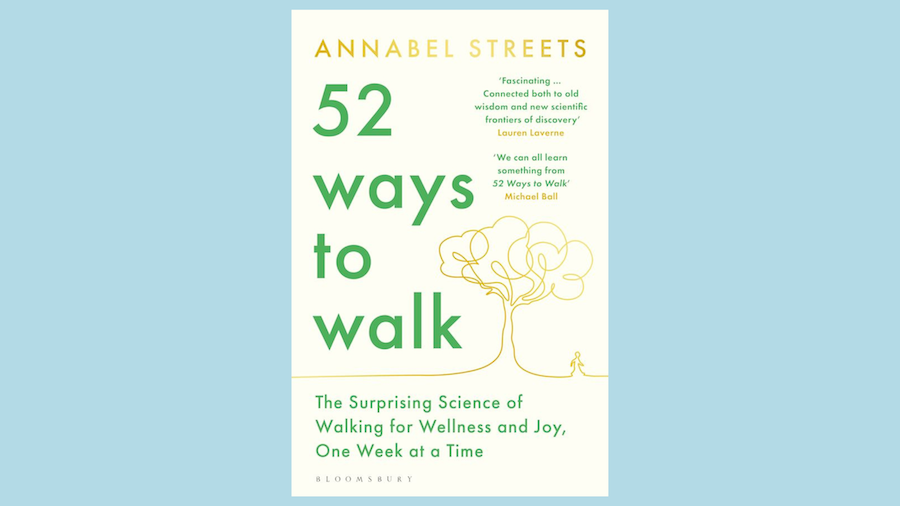 ANNABEL STREETS
52
ways
to
walk
‘Fascinating ...
Connected both to old
wisdom and new scientific
frontiers of discovery’
Lauren Laverne
‘We can all learn
something from
52 Ways to Walk’
Michael Ball
The Surprising Science of
Walking for Wellness and Joy,
One Week at a Time
BLOOMSBURY